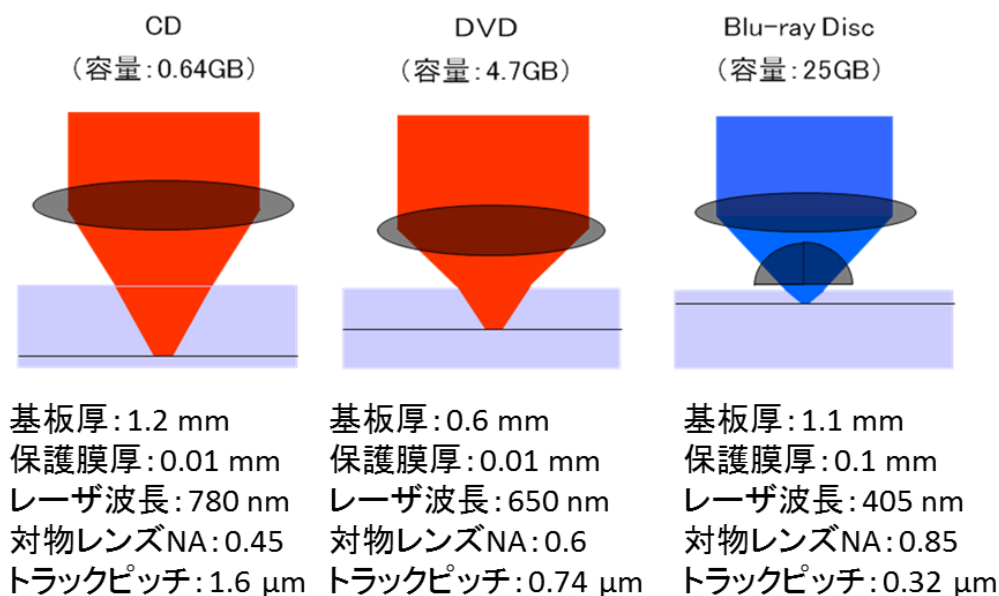 CD
（容量：0.64GB）
DVD
（容量：4.7GB）
Blu-ray Disc
（容量：25GB）
基板厚：1.2 mm
保護膜厚：0.01 mm
レーザ波長：780 nm
対物レンズNA：0.45
トラックピッチ：1.6 μm
基板厚：0.6 mm
保護膜厚：0.01 mm
レーザ波長：650 nm
対物レンズNA：0.6
トラックピッチ：0.74 μm
基板厚：1.1 mm
保護膜厚：0.1 mm
レーザ波長：405 nm
対物レンズNA：0.85
トラックピッチ：0.32 μm